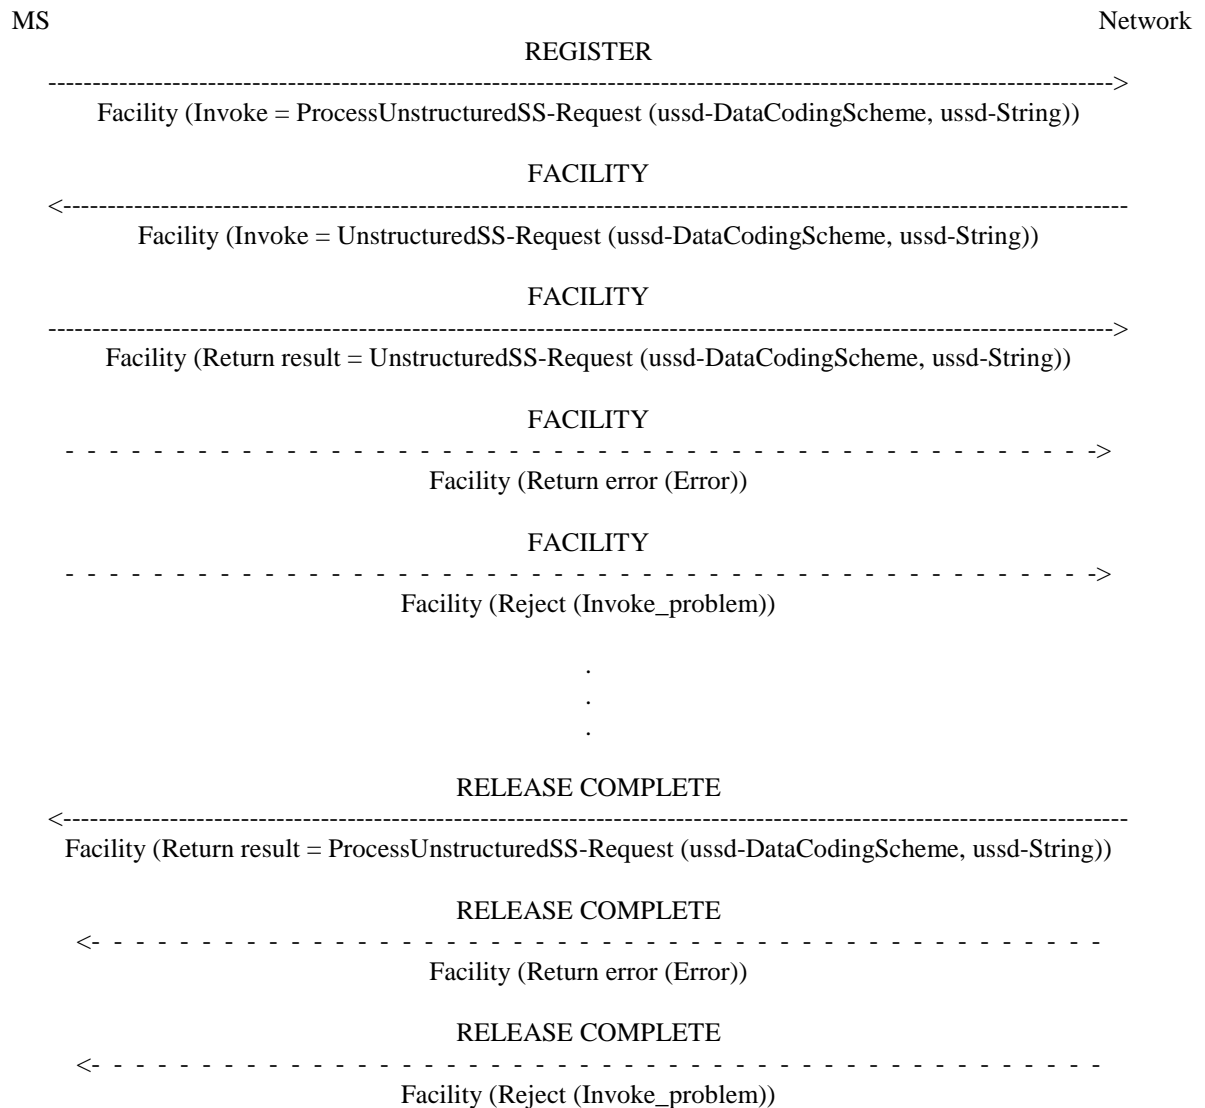 MS Network
REGISTER
------------------------------------------------------------------------------------------------------------------------>
Facility (Invoke = ProcessUnstructuredSS-Request (ussd-DataCodingScheme, ussd-String))
FACILITY
<------------------------------------------------------------------------------------------------------------------------
Facility (Invoke = UnstructuredSS-Request (ussd-DataCodingScheme, ussd-String))
FACILITY
------------------------------------------------------------------------------------------------------------------------>
Facility (Return result = UnstructuredSS-Request (ussd-DataCodingScheme, ussd-String))
FACILITY
- - - - - - - - - - - - - - - - - - - - - - - - - - - - - - - - - - - - - - - - - - - - - - - ->
Facility (Return error (Error))
FACILITY
- - - - - - - - - - - - - - - - - - - - - - - - - - - - - - - - - - - - - - - - - - - - - - - ->
Facility (Reject (Invoke_problem))
.
.
.
RELEASE COMPLETE
<------------------------------------------------------------------------------------------------------------------------
Facility (Return result = ProcessUnstructuredSS-Request (ussd-DataCodingScheme, ussd-String))
RELEASE COMPLETE
<- - - - - - - - - - - - - - - - - - - - - - - - - - - - - - - - - - - - - - - - - - - - - - -
Facility (Return error (Error))
RELEASE COMPLETE
<- - - - - - - - - - - - - - - - - - - - - - - - - - - - - - - - - - - - - - - - - - - - - - -
Facility (Reject (Invoke_problem))